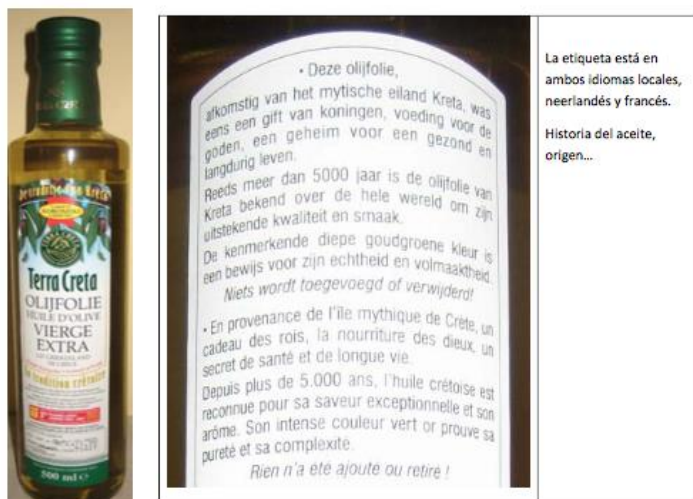 Terra Creta
OLIJFOLIE
HUILE D'OLIVE
VIERGE
EXTRA
500 ml
• Deze olijfolie,
afkomstig van het mytische eiland Kreta, was
eens een gift van koningen, voeding voor de
goden, een geheim voor een gezond en
langdurig leven.
Reeds meer dan 5000 jaar is de olijfolie van
Kreta bekend over de hele wereld om zijn
uitstekende kwaliteit en smaak.
De kenmerkende diepe goudgroene kleur is
een bewijs voor zijn echtheid en volmaaktheid.
Niets wordt toegevoegd of verwijderd!
• En provenance de l'île mythique de Crète, un
cadeau des rois, la nourriture des dieux, un
secret de santé et de longue vie.
Depuis plus de 5.000 ans, l'huile crétoise est
reconnue pour sa saveur exceptionnelle et son
arôme. Son intense couleur vert or prouve sa
pureté et sa complexité.
Rien n'a été ajouté ou retiré !
La etiqueta está en
ambos idiomas locales,
neerlandés y francés.
Historia del aceite,
origen...